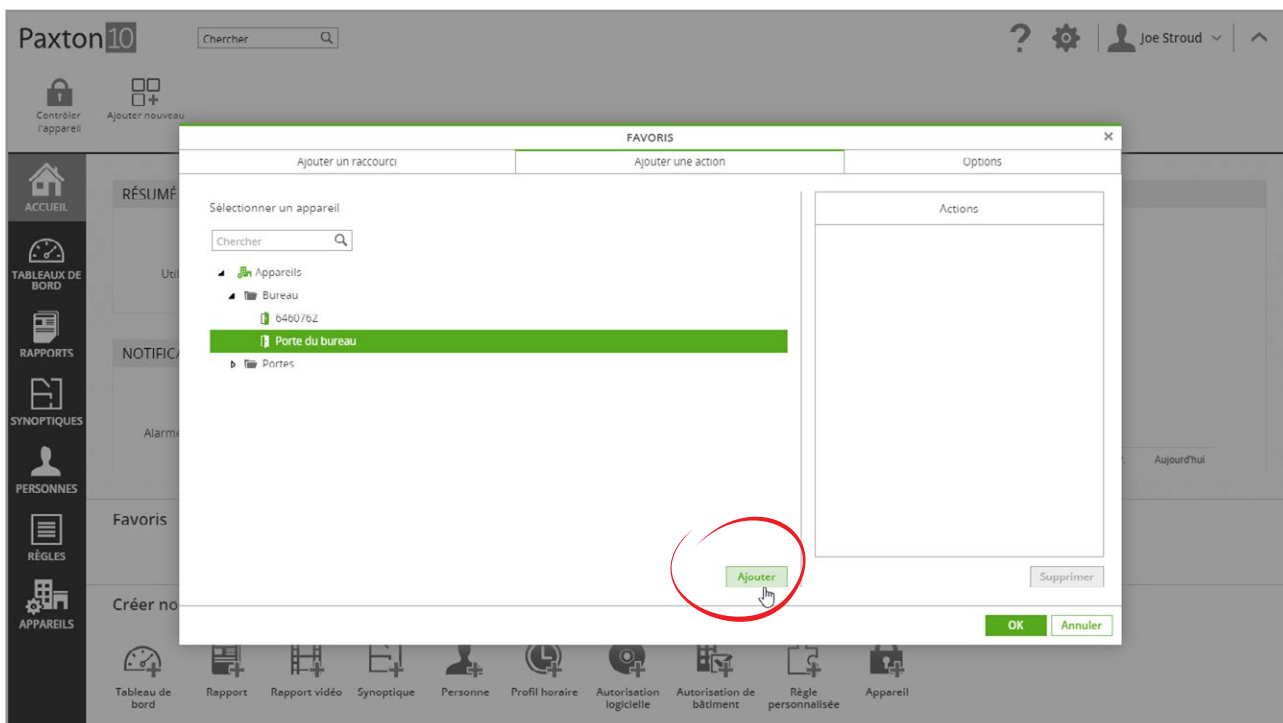 Paxton10
Chercher
Joe Stroud
Contrôler l'appareil
Ajouter nouveau
FAVORIS
Ajouter un raccourci
Ajouter une action
Options
ACCUEIL
TABLEAUX DE BORD
RAPPORTS
SYNOPTIQUES
PERSONNES
RÈGLES
APPAREILS
RÉSUMÉ
Util
NOTIFICA
Alarme
Sélectionner un appareil
Chercher
Appareils
Bureau
6460762
Porte du bureau
Portes
Actions
Aujourd'hui
Ajouter
Supprimer
OK
Annuler
Favoris
Créer no
Tableau de bord
Rapport
Rapport vidéo
Synoptique
Personne
Profil horaire
Autorisation logicielle
Autorisation de bâtiment
Règle personnalisée
Appareil